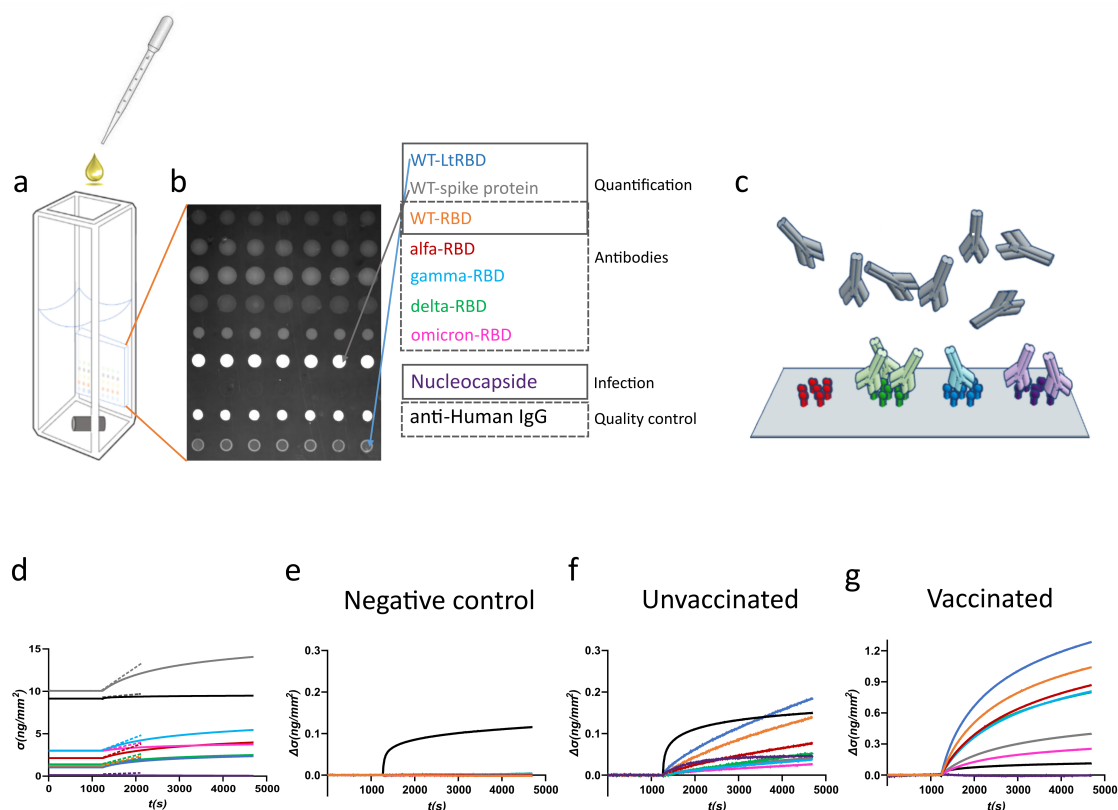 a
b
WT-LtRBD
WT-spike protein
WT-RBD
alfa-RBD
gamma-RBD
delta-RBD
omicron-RBD
Nucleocapside
anti-Human IgG
Quantification
Antibodies
Infection
Quality control
c
d
15
10
5
0
σ(ng/mm²)
0 1000 2000 3000 4000 5000
t(s)
e
Negative control
0.3
0.2
0.1
0.0
Δσ(ng/mm²)
1000 2000 3000 4000 5000
t(s)
f
Unvaccinated
0.3
0.2
0.1
0.0
Δσ(ng/mm²)
1000 2000 3000 4000 5000
t(s)
g
Vaccinated
1.2
0.9
0.6
0.3
0.0
Δσ(ng/mm²)
1000 2000 3000 4000 5000
t(s)